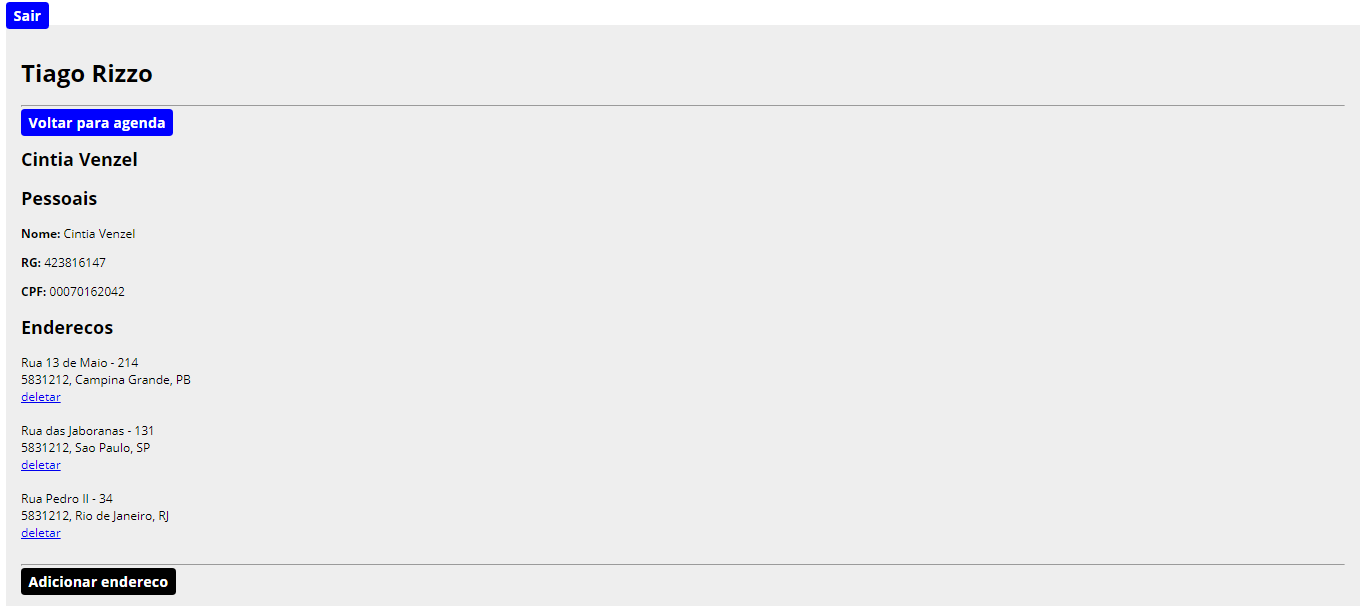 Sair
Tiago Rizzo
Voltar para agenda
Cintia Venzel
Pessoais
Nome: Cintia Venzel
RG: 423816147
CPF: 00070162042
Enderecos
Rua 13 de Maio - 214
5831212, Campina Grande, PB
deletar
Rua das Jaboranas - 131
5831212, Sao Paulo, SP
deletar
Rua Pedro II - 34
5831212, Rio de Janeiro, RJ
deletar
Adicionar endereco